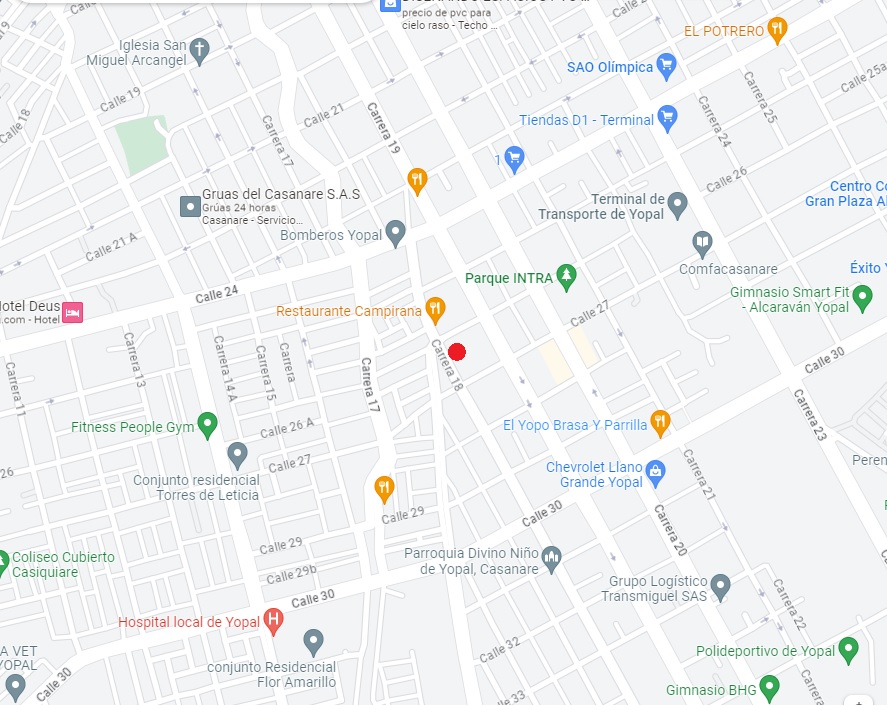 precio de pvc para
cielo raso - Techo ...
EL POTRERO
Iglesia San
Miguel Arcangel
SAO Olímpica
Calle 25a
Calle 19
Calle 21
Carrera 19
Carrera 24
Carrera 25
Tiendas D1 - Terminal
Calle 18
Carrera 17
1
Calle 26
Gruas del Casanare S.A.S
Grúas 24 horas
Casanare - Servicio...
Terminal de
Transporte de Yopal
Centro Co
Gran Plaza Al
Bomberos Yopal
Calle 21 A
Comfacasanare
Éxito Y
Parque INTRA
Calle 24
Gimnasio Smart Fit
- Alcaraván Yopal
Hotel Deus
.com - Hotel
Restaurante Campirana
Calle 27
Carrera 11
Carrera 13
Carrera 14 A
Carrera 15
Carrera
Carrera 17
Carrera 18
Calle 30
Fitness People Gym
Calle 26 A
El Yopo Brasa Y Parrilla
Carrera 23
26
Calle 27
Conjunto residencial
Torres de Leticia
Chevrolet Llano
Grande Yopal
Carrera 21
Peren
Calle 29
Calle 30
Carrera 20
Calle 29
Coliseo Cubierto
Casiquiare
Calle 29b
Parroquia Divino Niño
de Yopal, Casanare
Grupo Logístico
Transmiguel SAS
Carrera 22
Calle 30
Hospital local de Yopal
A VET
YOPAL
Calle 30
conjunto Residencial
Flor Amarillo
Calle 32
Polideportivo de Yopal
Calle 33
Gimnasio BHG